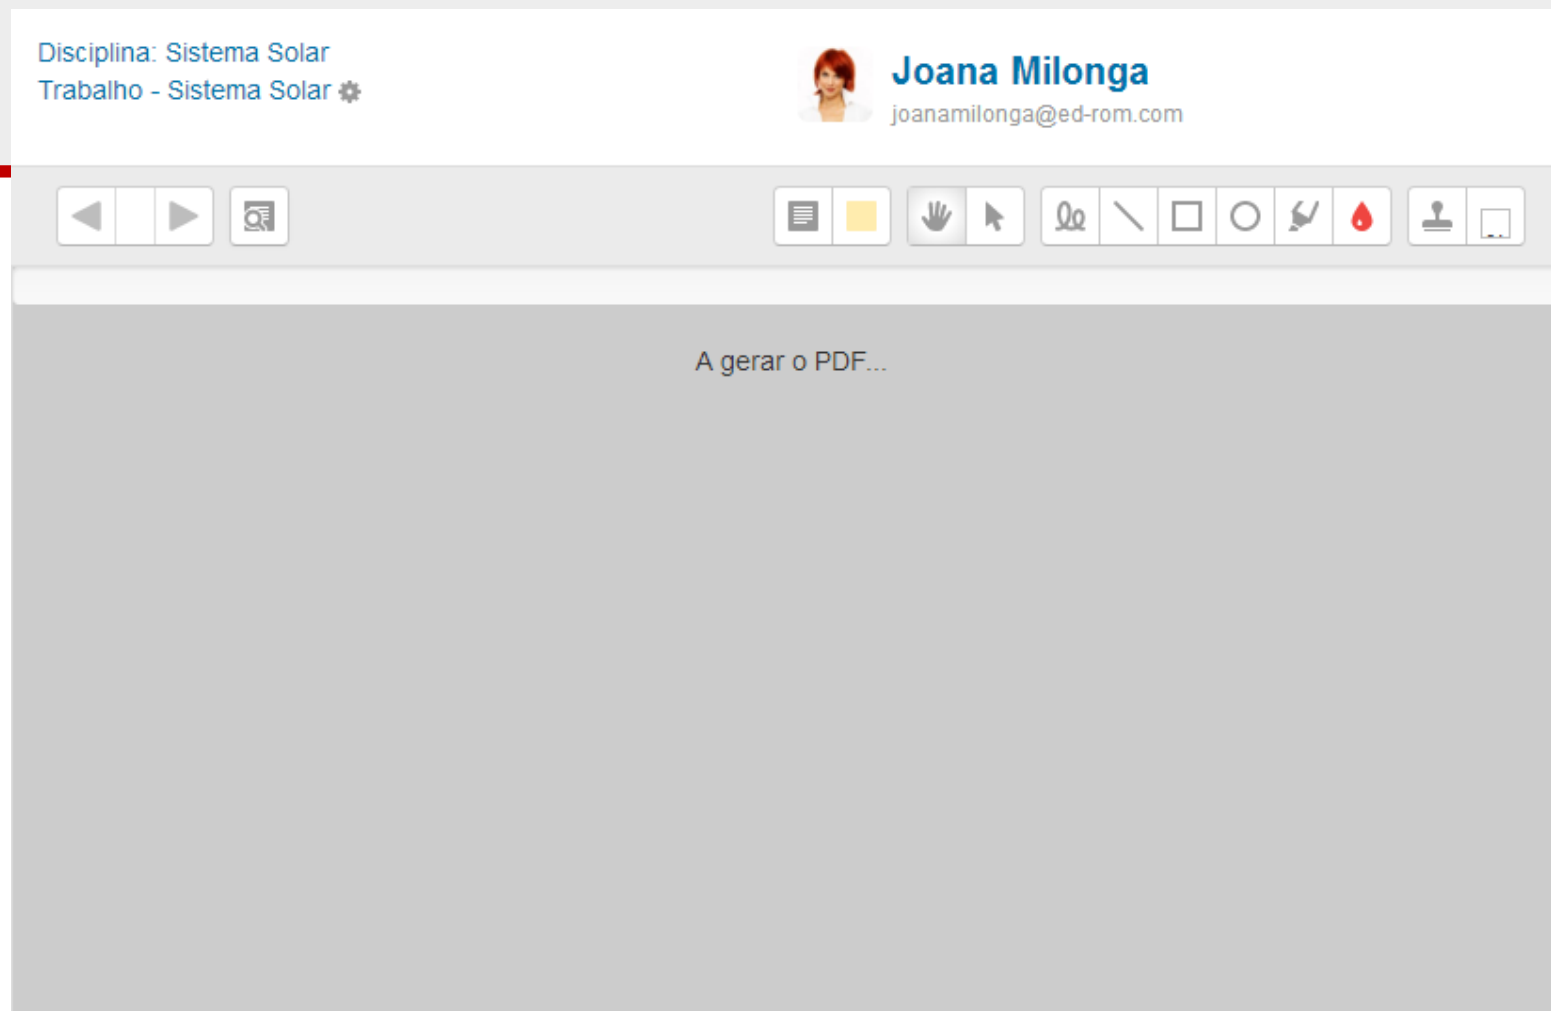 Disciplina: Sistema Solar
Trabalho - Sistema Solar
Joana Milonga
joanamilonga@ed-rom.com
A gerar o PDF...